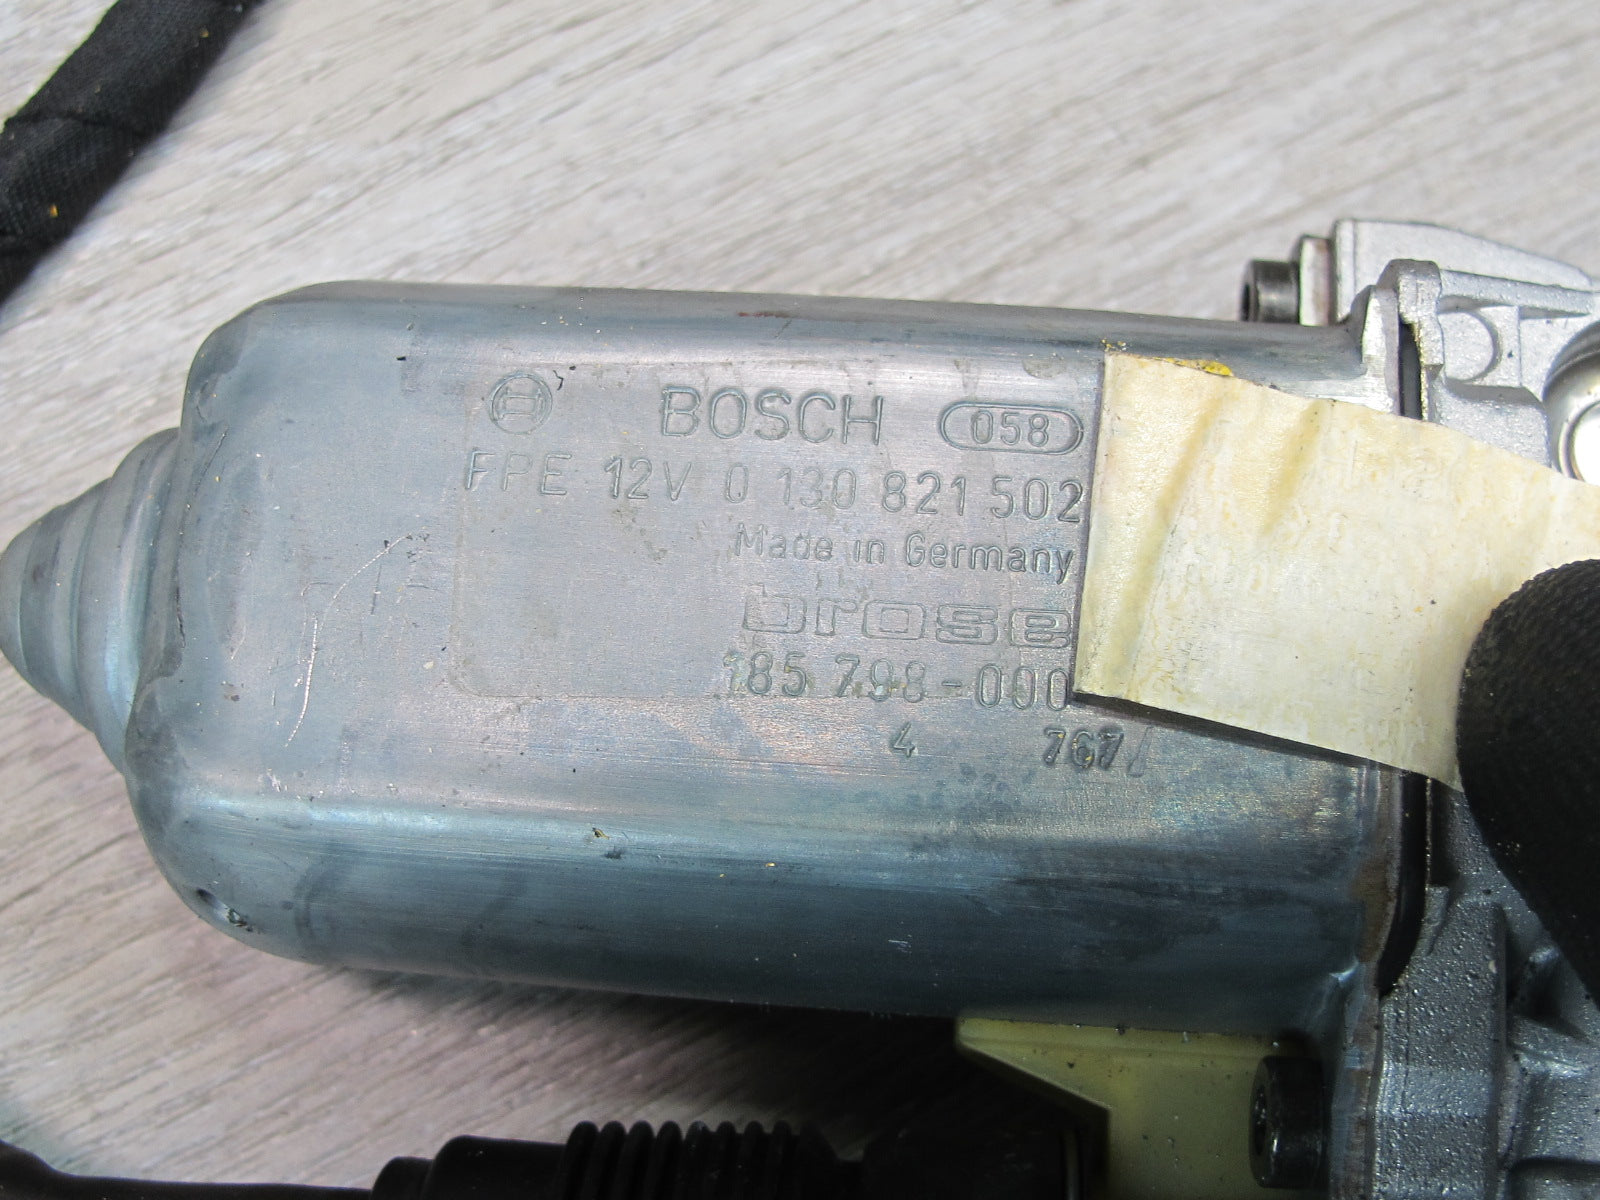 BOSCH 058
FPE 12V 0 130 821 502
Made in Germany
brose
185 798-000
4 767